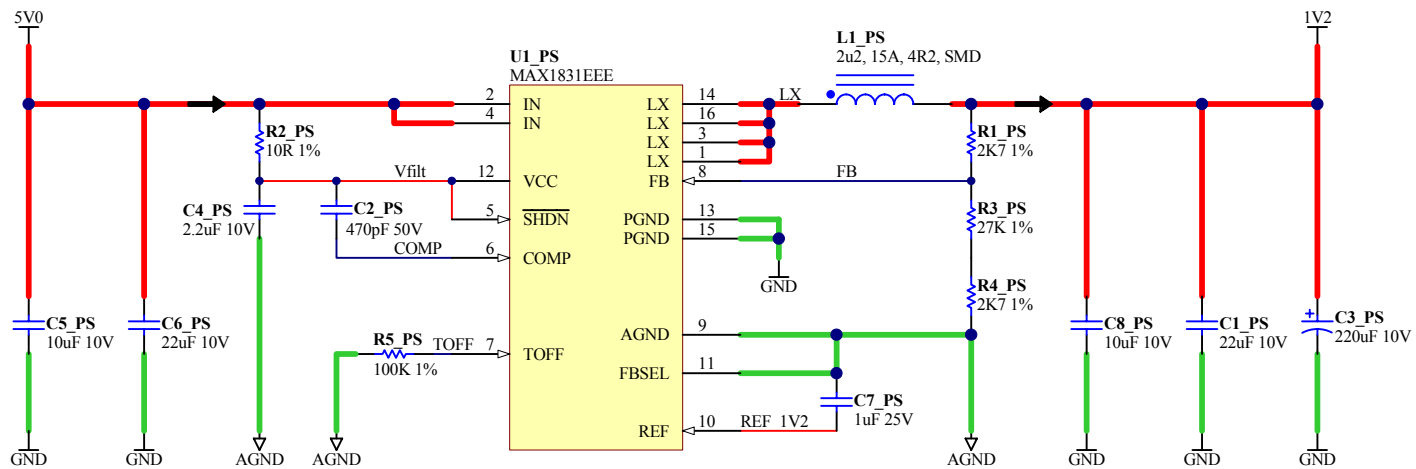 5V0
1V2
U1_PS
MAX1831EEE
L1_PS
2u2, 15A, 4R2, SMD
2
IN
4
IN
12
VCC
5
SHDN
6
COMP
7
TOFF
LX
14
LX
16
LX
3
LX
1
FB
8
PGND
13
PGND
15
AGND
9
FBSEL
11
REF
10
LX
FB
Vfilt
COMP
TOFF
REF_1V2
R2_PS
10R 1%
C4_PS
2.2uF 10V
C2_PS
470pF 50V
R5_PS
100K 1%
C5_PS
10uF 10V
C6_PS
22uF 10V
R1_PS
2K7 1%
R3_PS
27K 1%
R4_PS
2K7 1%
C7_PS
1uF 25V
C8_PS
10uF 10V
C1_PS
22uF 10V
+
C3_PS
220uF 10V
GND
GND
GND
AGND
AGND
AGND
GND
GND
GND